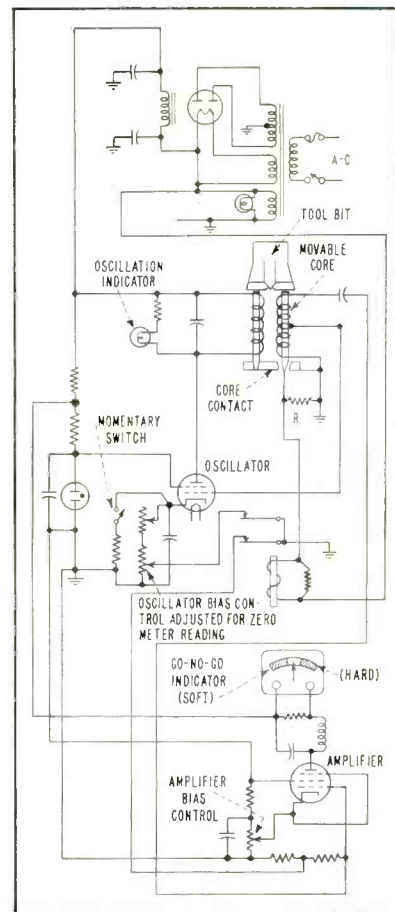 A-C
TOOL BIT
OSCILLATION
INDICATOR
MOVABLE
CORE
CORE
CONTACT
R
MOMENTARY
SWITCH
OSCILLATOR
OSCILLATOR BIAS CON-
TROL ADJUSTED FOR ZERO
METER READING
GO-NO-GO
INDICATOR
(SOFT)
(HARD)
AMPLIFIER
AMPLIFIER
BIAS
CONTROL